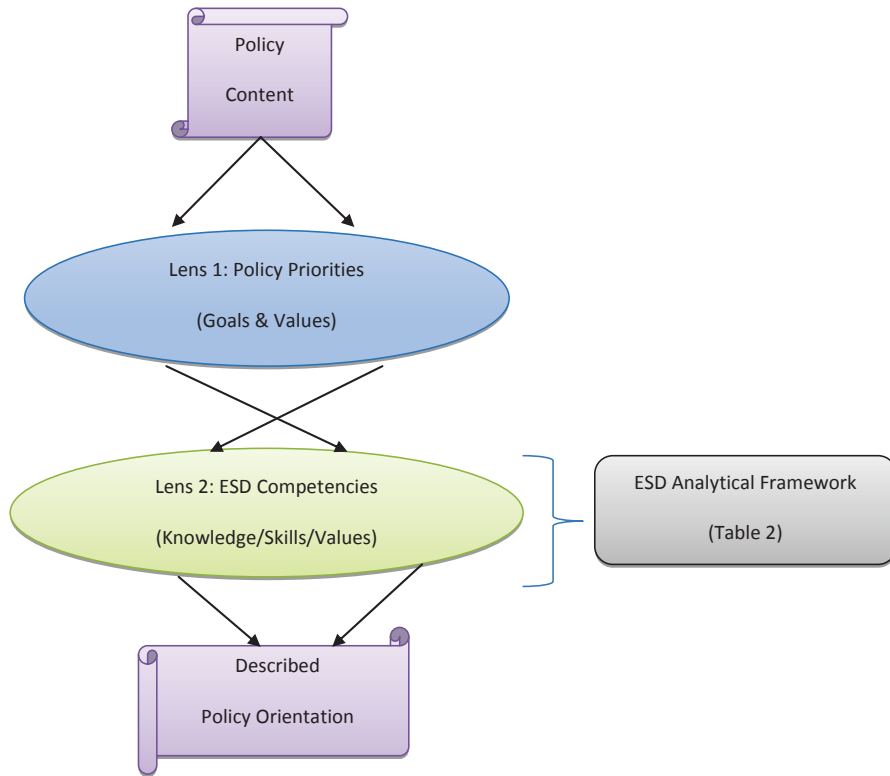 Policy
Content
Lens 1: Policy Priorities
(Goals & Values)
Lens 2: ESD Competencies
(Knowledge/Skills/Values)
ESD Analytical Framework
(Table 2)
Described
Policy Orientation